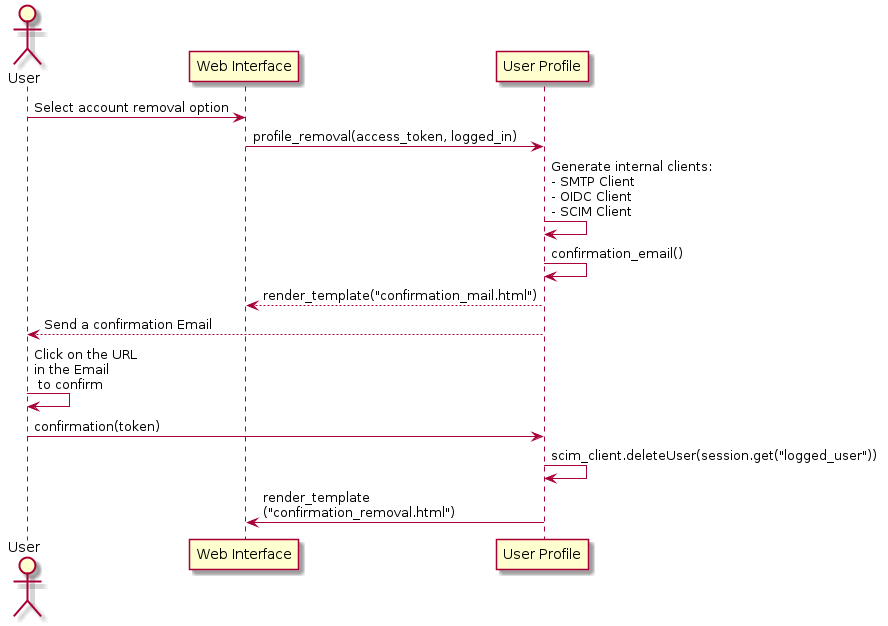 User
Web Interface
User Profile
Select account removal option
profile_removal(access_token, logged_in)
Generate internal clients:
- SMTP Client
- OIDC Client
- SCIM Client
confirmation_email()
render_template("confirmation_mail.html")
Send a confirmation Email
Click on the URL
in the Email
to confirm
confirmation(token)
scim_client.deleteUser(session.get("logged_user"))
render_template
("confirmation_removal.html")
User
Web Interface
User Profile